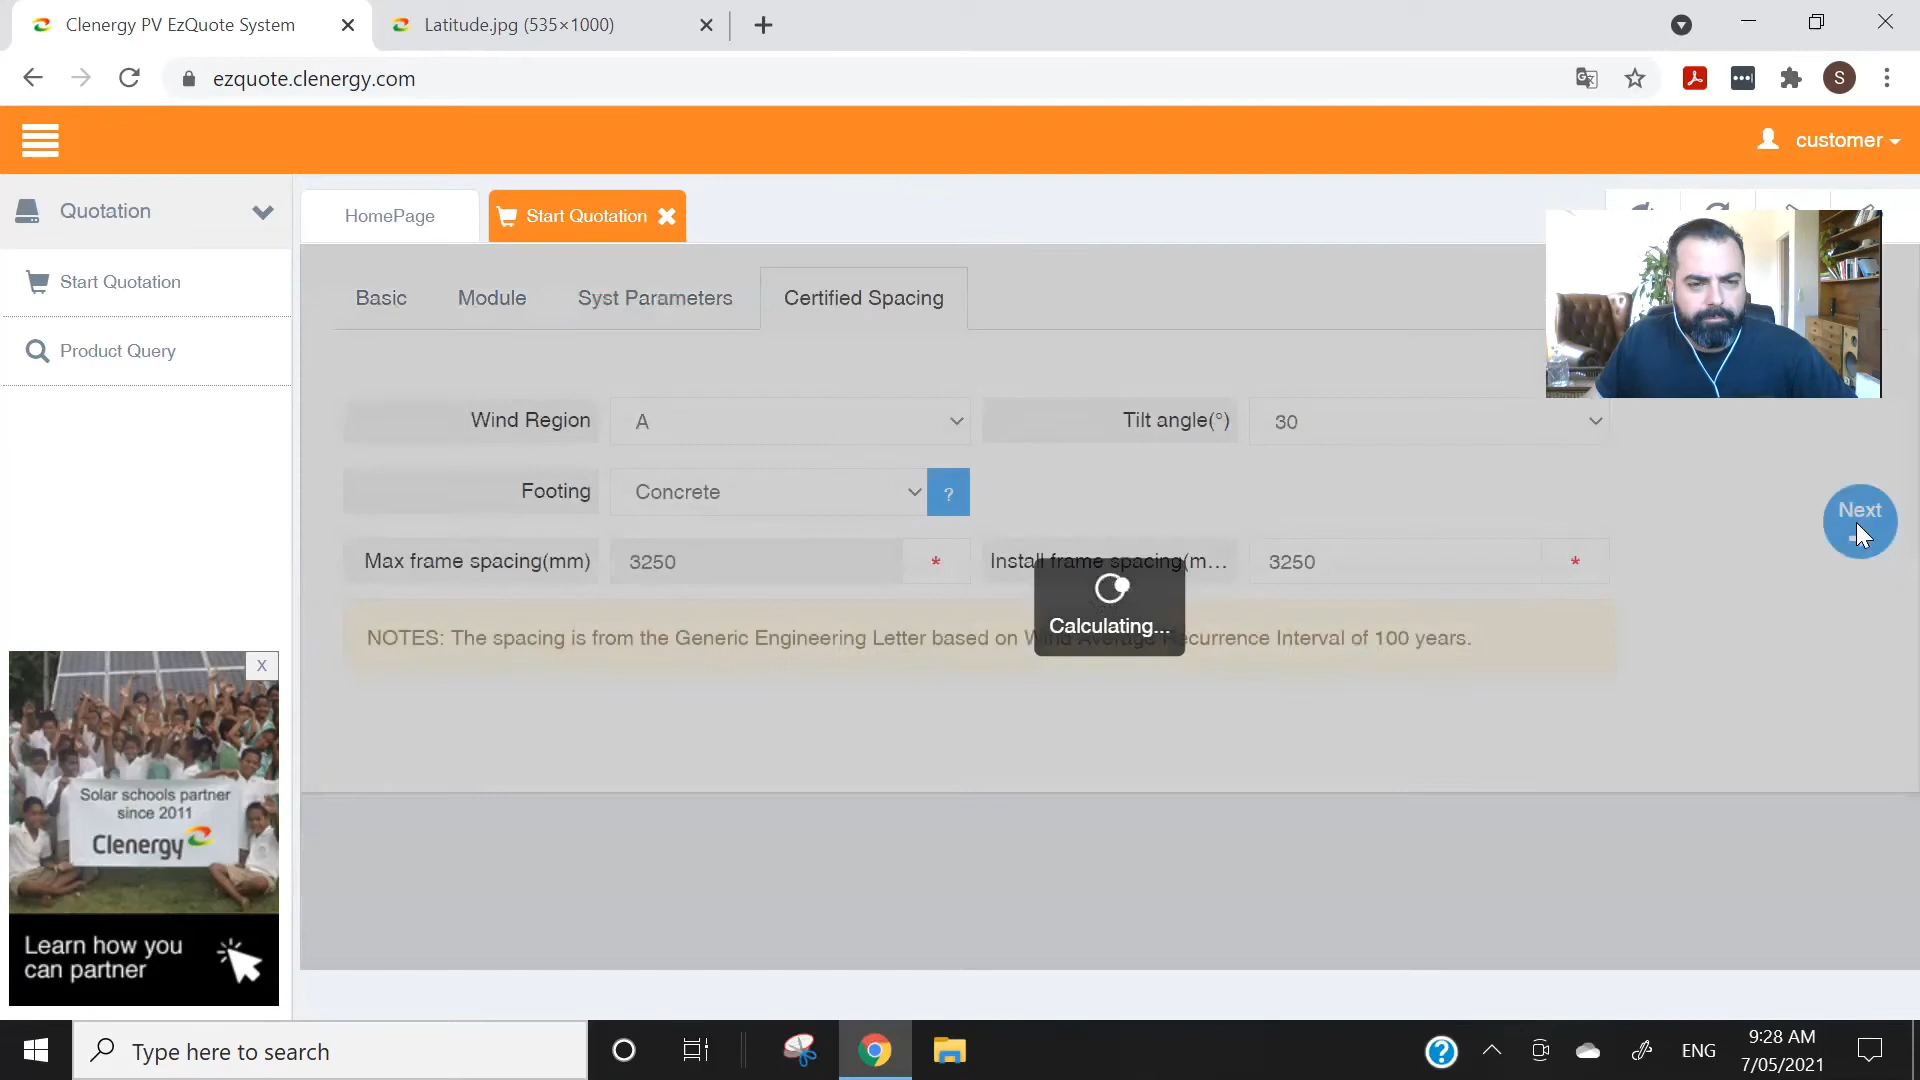 Clenergy PV EzQuote System
Latitude.jpg (535×1000)
ezquote.clenergy.com
S
customer
Quotation
HomePage
Start Quotation
Start Quotation
Product Query
Basic
Module
Syst Parameters
Certified Spacing
Wind Region
A
Tilt angle(°)
30
Footing
Concrete
?
Next
Max frame spacing(mm)
3250
*
Install frame spacing(m...
3250
*
Calculating...
NOTES: The spacing is from the Generic Engineering Letter based on Wind Average Recurrence Interval of 100 years.
X
Solar schools partner
since 2011
Clenergy
Learn how you
can partner
Type here to search
?
ENG
9:28 AM
7/05/2021